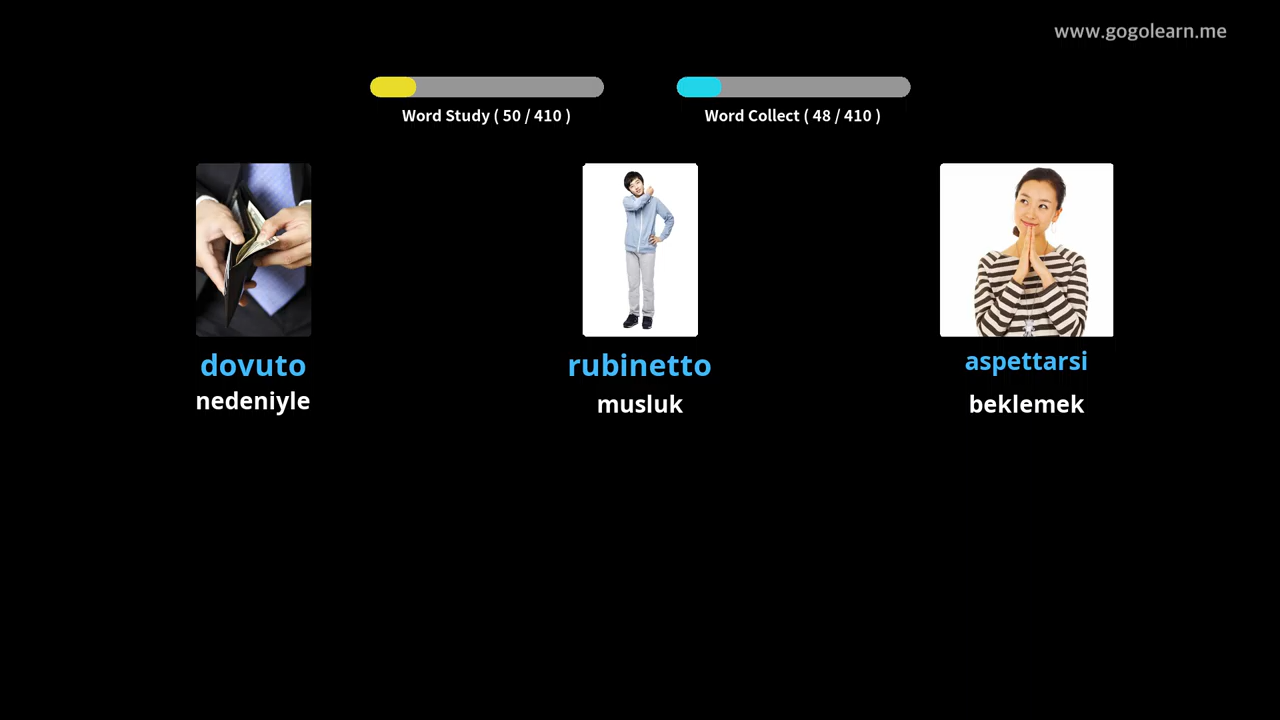 www.gogolearn.me
Word Study ( 50 / 410 )
Word Collect ( 48 / 410 )
dovuto
rubinetto
aspettarsi
nedeniyle
musluk
beklemek